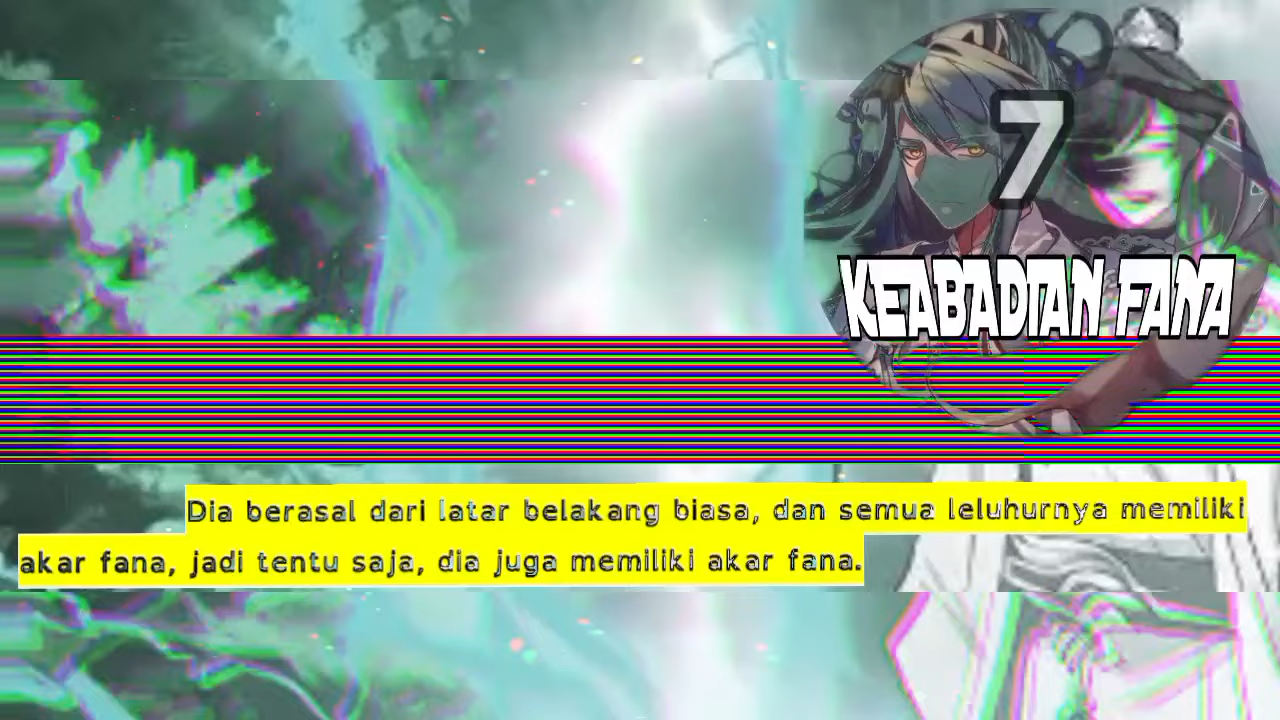 7
KEABADIAN FANA
Dia berasal dari latar belakang biasa, dan semua leluhurnya memiliki
akar fana, jadi tentu saja, dia juga memiliki akar fana.